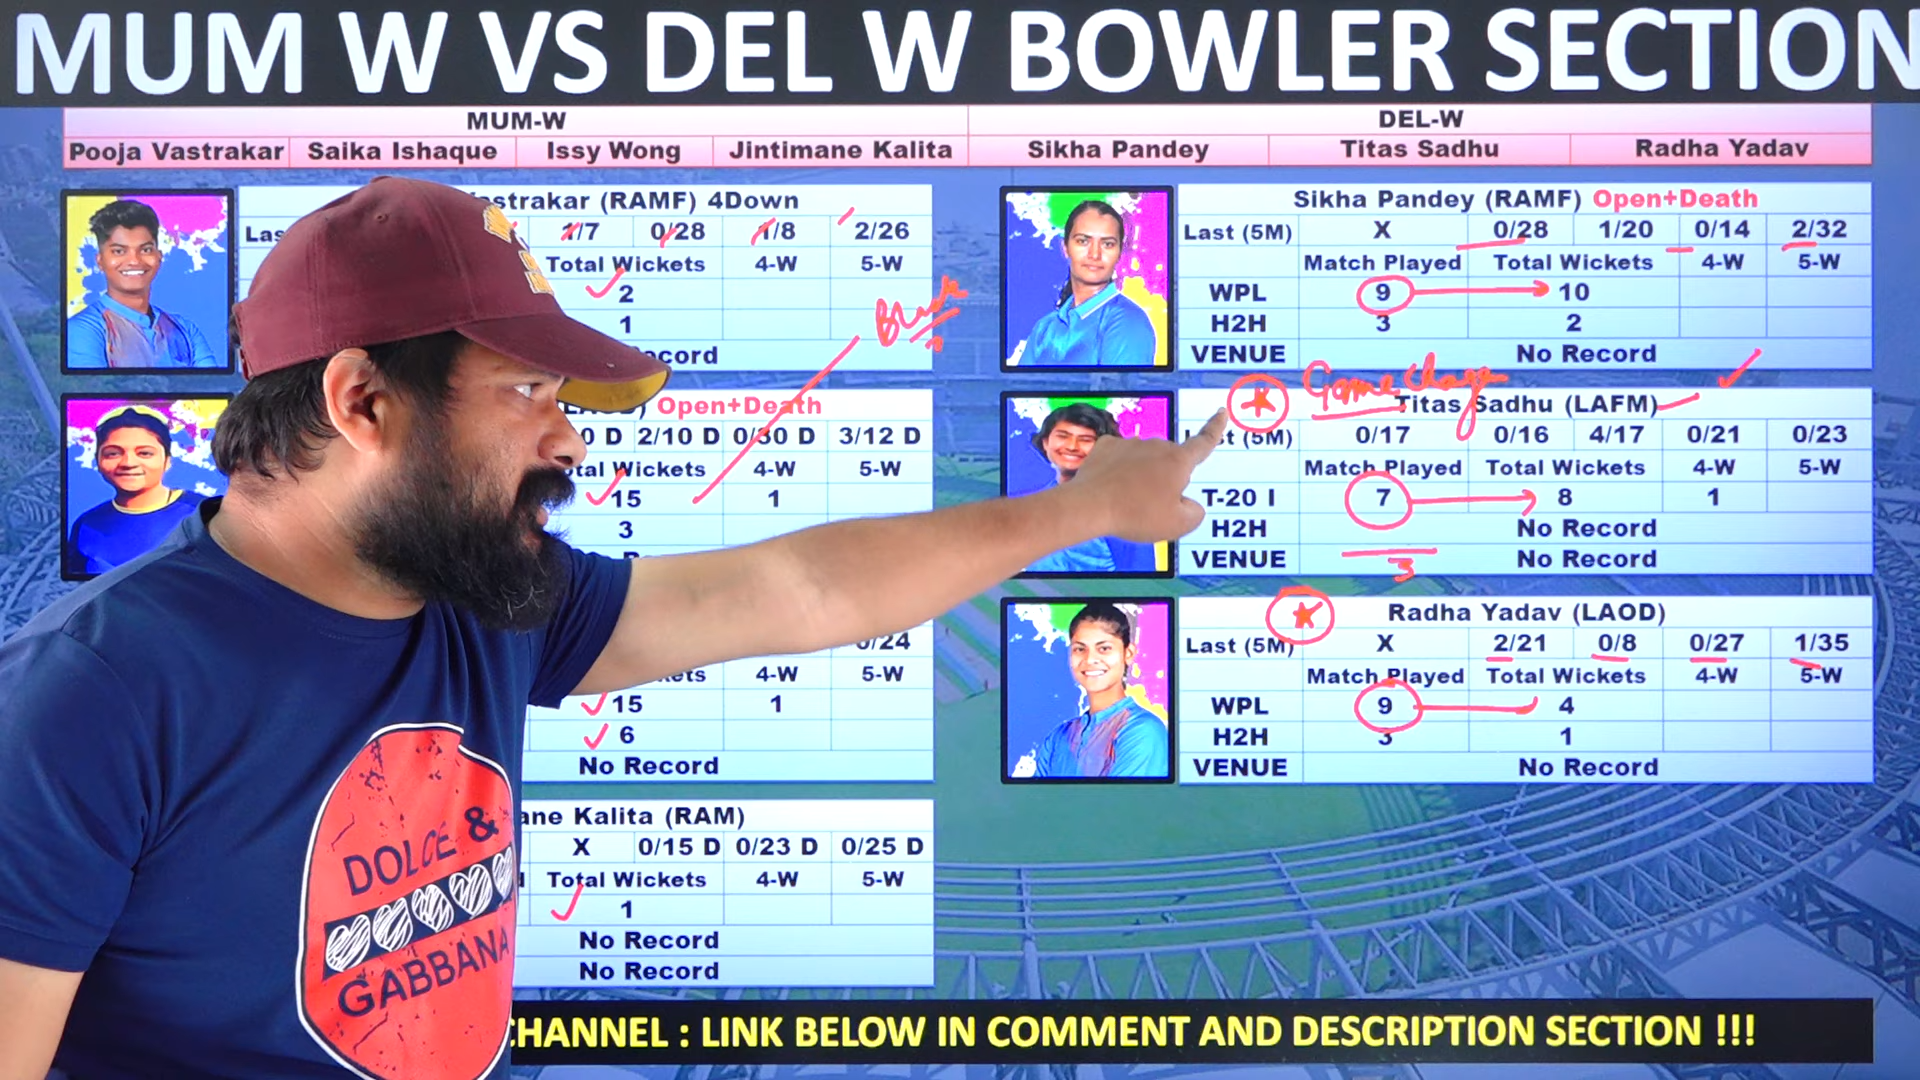 MUM W VS DEL W BOWLER SECTION
MUM-W
Pooja Vastrakar Saika Ishaque Issy Wong Jintimane Kalita
DEL-W
Sikha Pandey Titas Sadhu Radha Yadav
strakar (RAMF) 4Down
1/7 0/28 1/8 2/26
Total Wickets 4-W 5-W
2
1
Open+Death
2/10 D 0/30 D 3/12 D
4-W 5-W
15 1
3
0/24
4-W 5-W
15 1
6
No Record
ane Kalita (RAM)
X 0/15 D 0/23 D 0/25 D
Total Wickets 4-W 5-W
1
No Record
No Record
Sikha Pandey (RAMF) Open+Death
Last (5M) X 0/28 1/20 0/14 2/32
Match Played Total Wickets 4-W 5-W
WPL 9 10
H2H 3 2
VENUE No Record
Game
Titas Sadhu (LAFM)
(5M) 0/17 0/16 4/17 0/21 0/23
Match Played Total Wickets 4-W 5-W
T-20 I 7 8 1
H2H No Record
VENUE No Record
3
Radha Yadav (LAOD)
Last (5M) X 2/21 0/8 0/27 1/35
Match Played Total Wickets 4-W 5-W
WPL 9 4
H2H 3 1
VENUE No Record
DOLCE &
GABBANA
CHANNEL : LINK BELOW IN COMMENT AND DESCRIPTION SECTION !!!